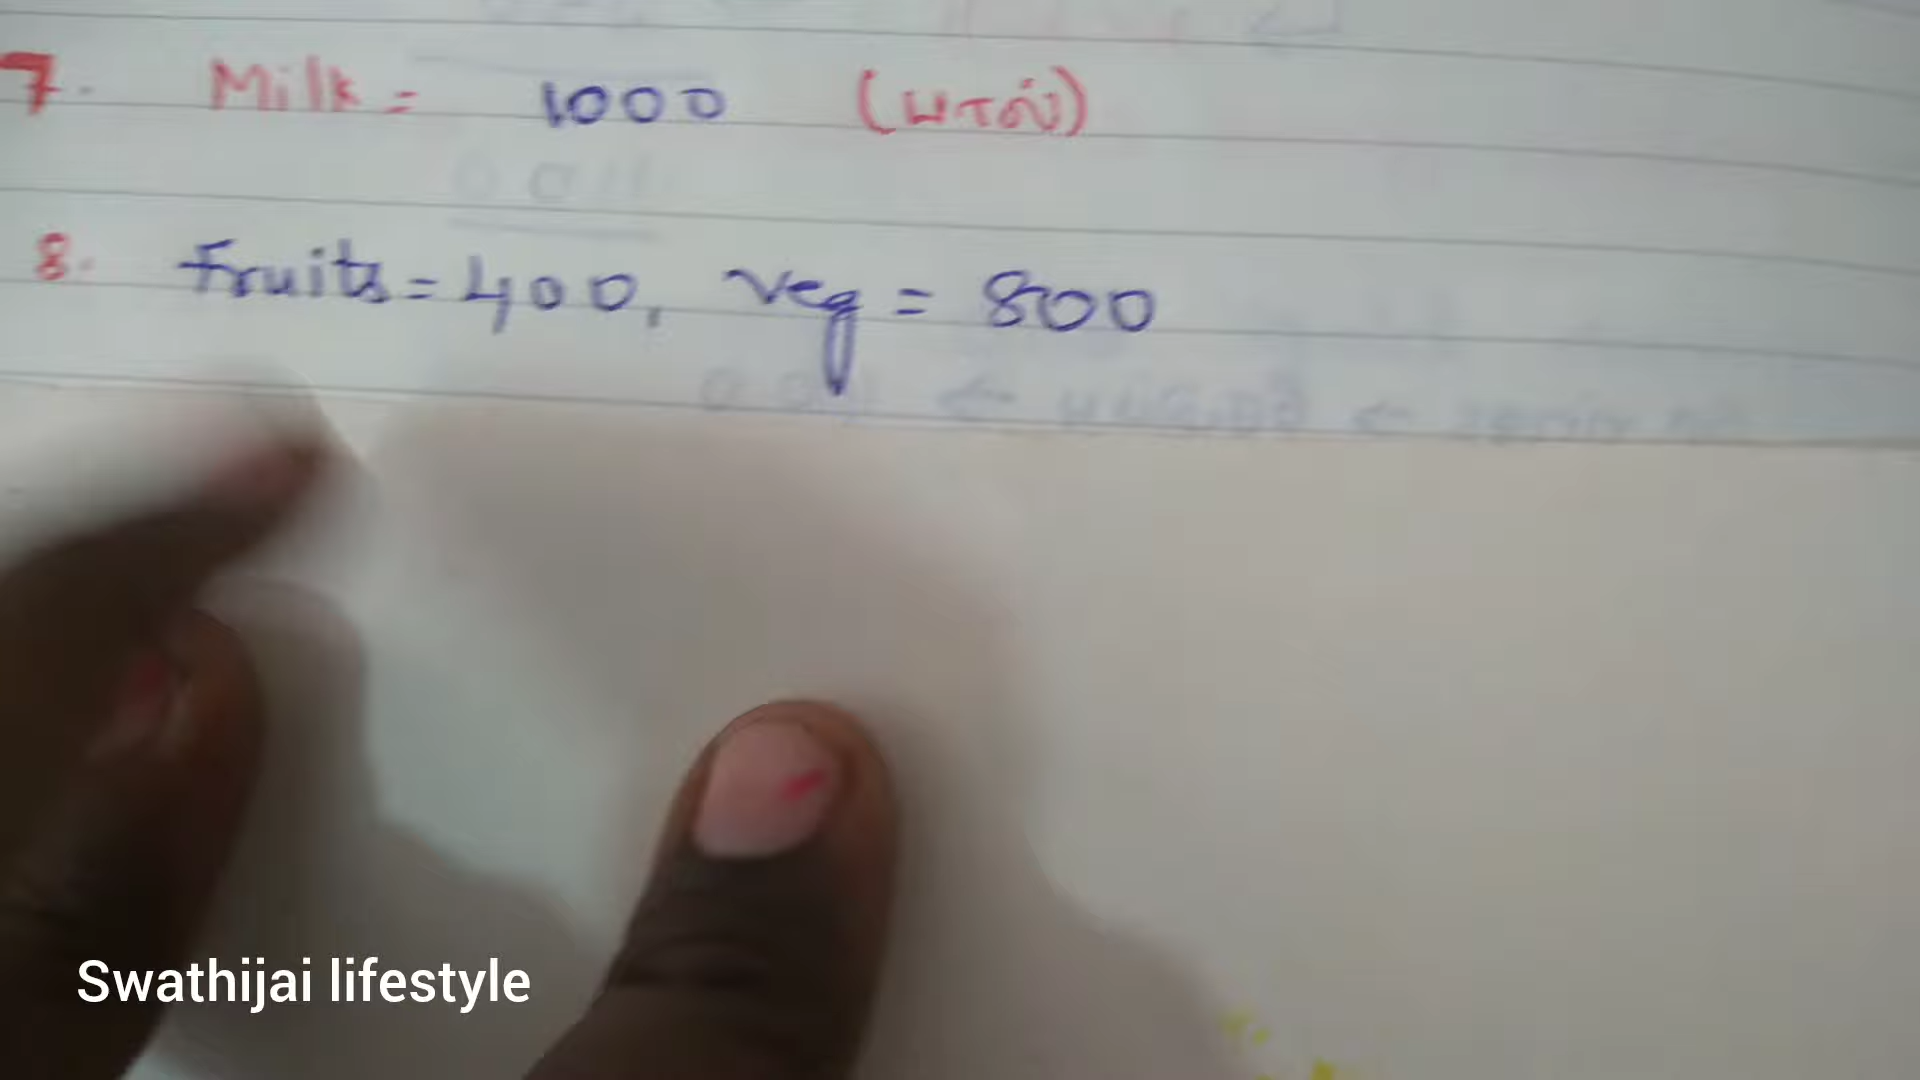 7. Milk = 1000 (பால்)
8. Fruits = 400, veg = 800
Swathijai lifestyle